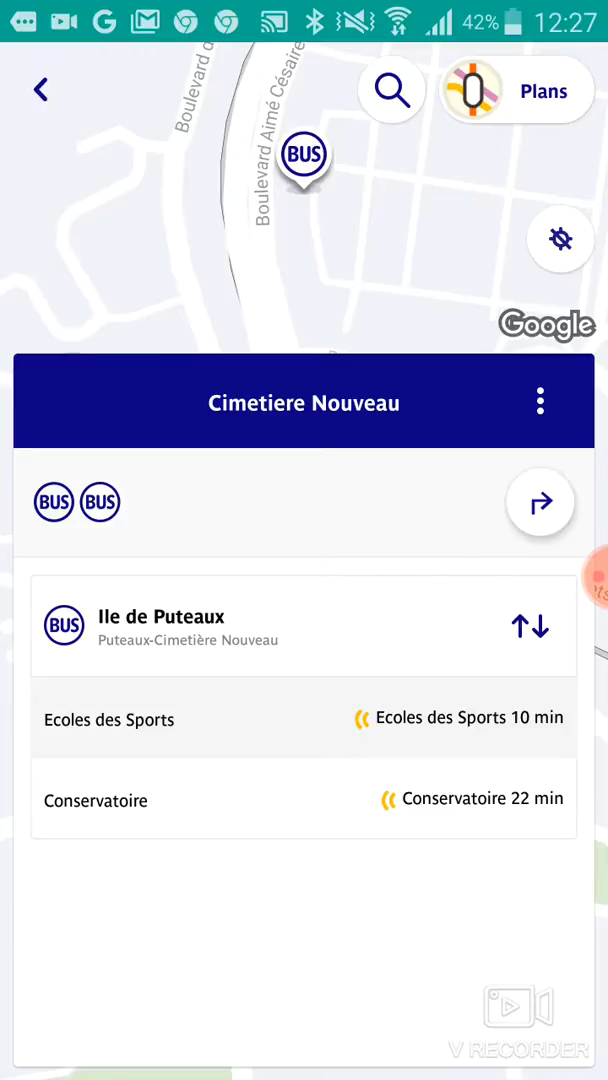 42% 12:27
Boulevard d
Boulevard Aimé Césaire
BUS
Plans
Google
Cimetiere Nouveau
BUS BUS
BUS Ile de Puteaux
Puteaux-Cimetière Nouveau
Ecoles des Sports Ecoles des Sports 10 min
Conservatoire Conservatoire 22 min
V RECORDER